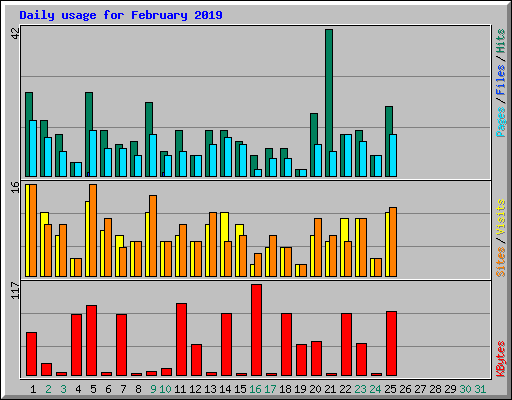 Daily usage for February 2019
42
Pages / Files / Hits
16
Sites / Visits
117
KBytes
1 2 3 4 5 6 7 8 9 10 11 12 13 14 15 16 17 18 19 20 21 22 23 24 25 26 27 28 29 30 31